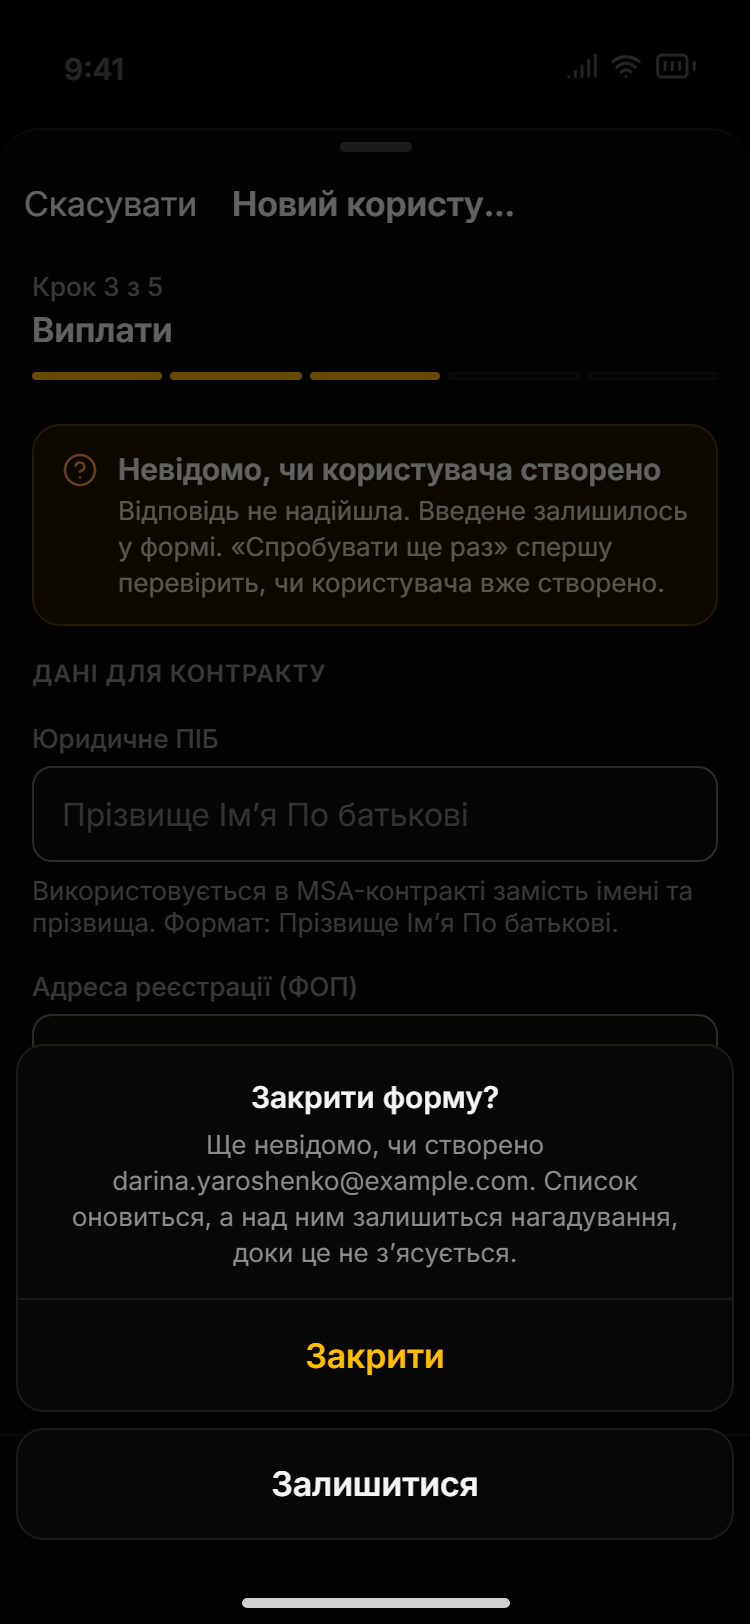 9:41
Скасувати Новий користу...
Крок 3 з 5
Виплати
Невідомо, чи користувача створено
Відповідь не надійшла. Введене залишилось
у формі. «Спробувати ще раз» спершу
перевірить, чи користувача вже створено.
ДАНІ ДЛЯ КОНТРАКТУ
Юридичне ПІБ
Прізвище Ім’я По батькові
Використовується в MSA-контракті замість імені та
прізвища. Формат: Прізвище Ім’я По батькові.
Адреса реєстрації (ФОП)
Закрити форму?
Ще невідомо, чи створено
darina.yaroshenko@example.com. Список
оновиться, а над ним залишиться нагадування,
доки це не з’ясується.
Закрити
Залишитися